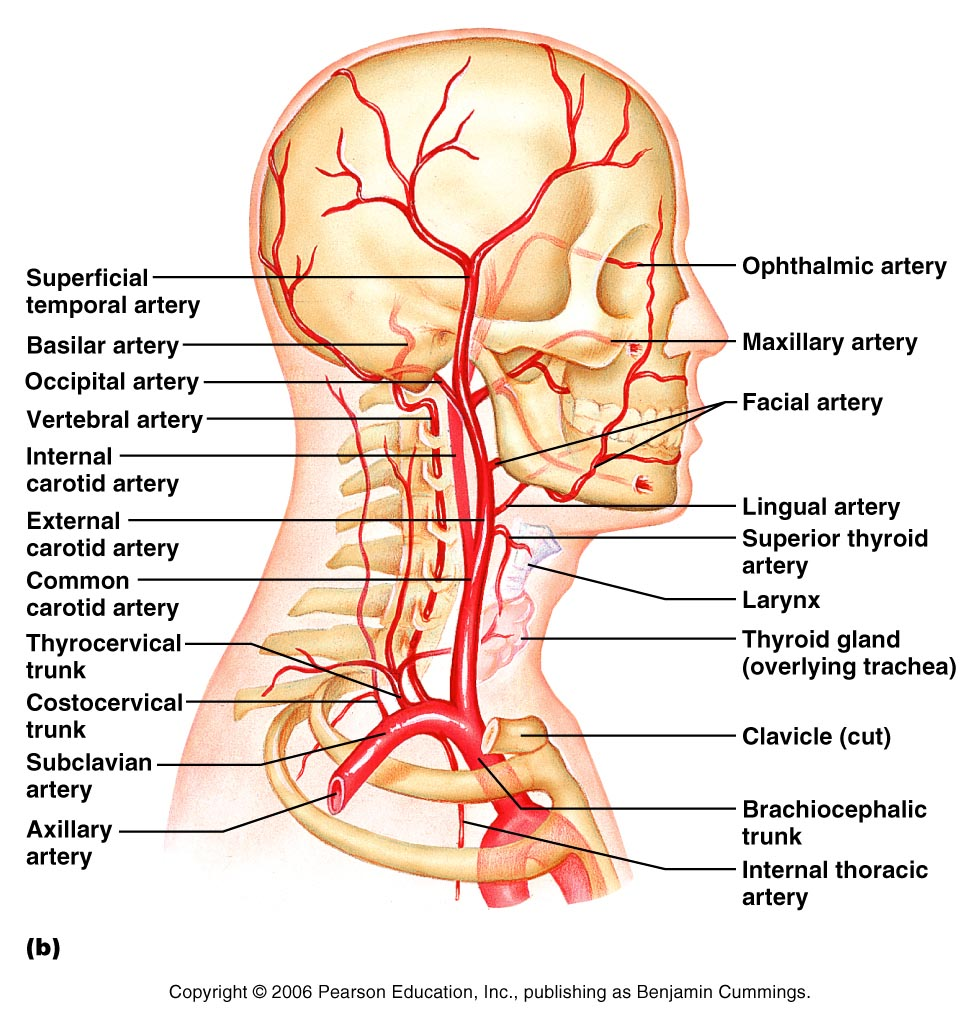 Superficial
temporal artery
Basilar artery
Occipital artery
Vertebral artery
Internal
carotid artery
External
carotid artery
Common
carotid artery
Thyrocervical
trunk
Costocervical
trunk
Subclavian
artery
Axillary
artery
Ophthalmic artery
Maxillary artery
Facial artery
Lingual artery
Superior thyroid
artery
Larynx
Thyroid gland
(overlying trachea)
Clavicle (cut)
Brachiocephalic
trunk
Internal thoracic
artery
(b)
Copyright © 2006 Pearson Education, Inc., publishing as Benjamin Cummings.